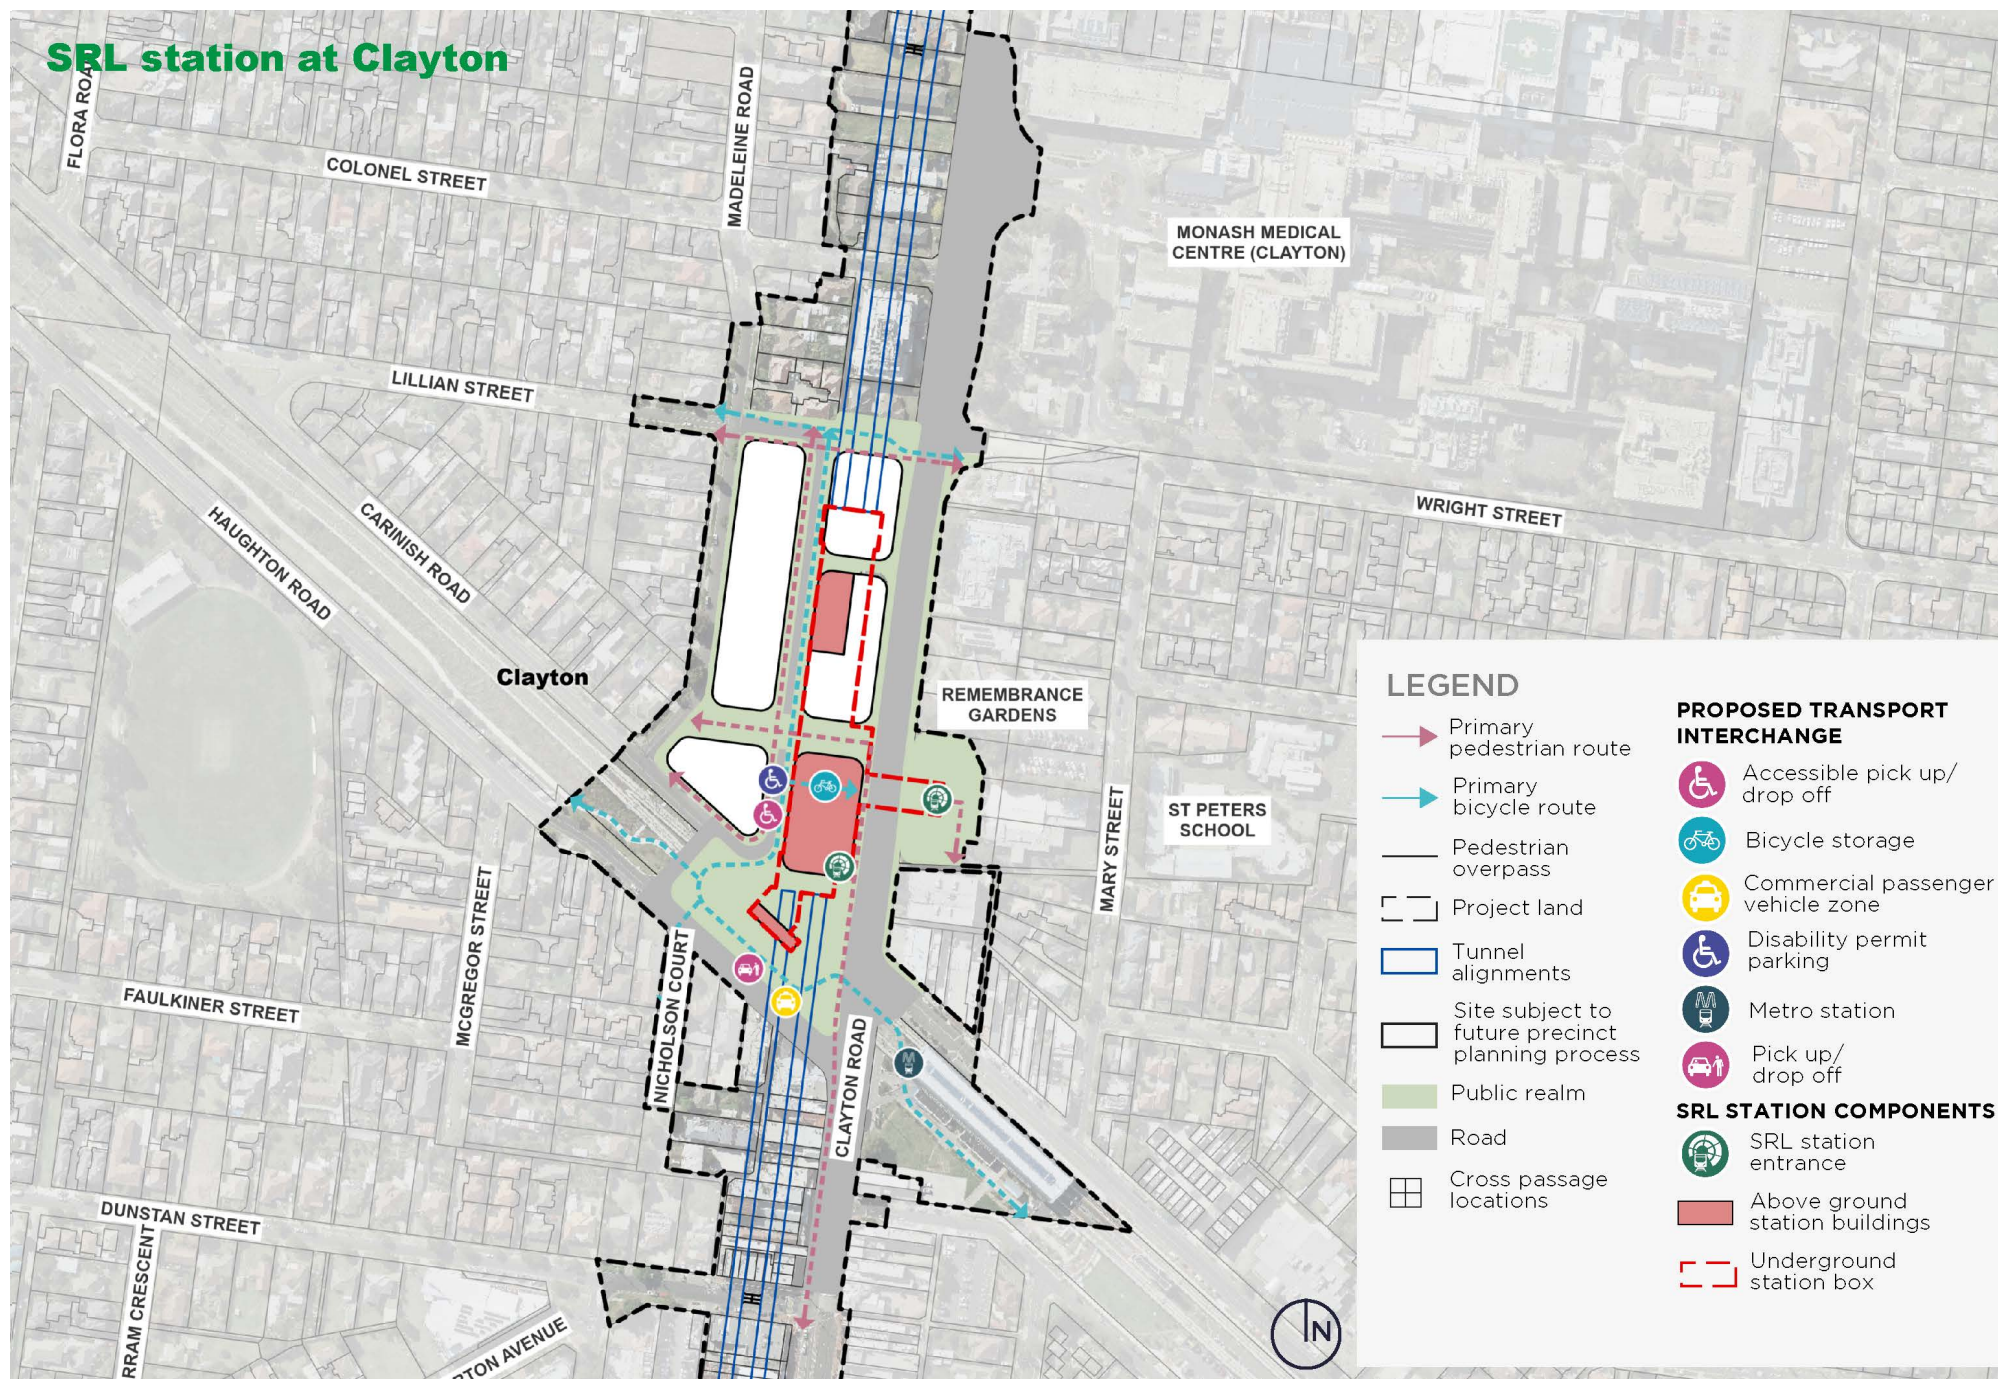 SRL station at Clayton
FLORA ROAD
COLONEL STREET
MADELEINE ROAD
MONASH MEDICAL
CENTRE (CLAYTON)
LILLIAN STREET
HAUGHTON ROAD
CARINISH ROAD
WRIGHT STREET
Clayton
REMEMBRANCE
GARDENS
MARY STREET
ST PETERS
SCHOOL
MCGREGOR STREET
NICHOLSON COURT
FAULKINER STREET
CLAYTON ROAD
DUNSTAN STREET
RRAM CRESCENT
RTON AVENUE
N
LEGEND
Primary
pedestrian route
Primary
bicycle route
Pedestrian
overpass
Project land
Tunnel
alignments
Site subject to
future precinct
planning process
Public realm
Road
Cross passage
locations
PROPOSED TRANSPORT
INTERCHANGE
Accessible pick up/
drop off
Bicycle storage
Commercial passenger
vehicle zone
Disability permit
parking
Metro station
Pick up/
drop off
SRL STATION COMPONENTS
SRL station
entrance
Above ground
station buildings
Underground
station box